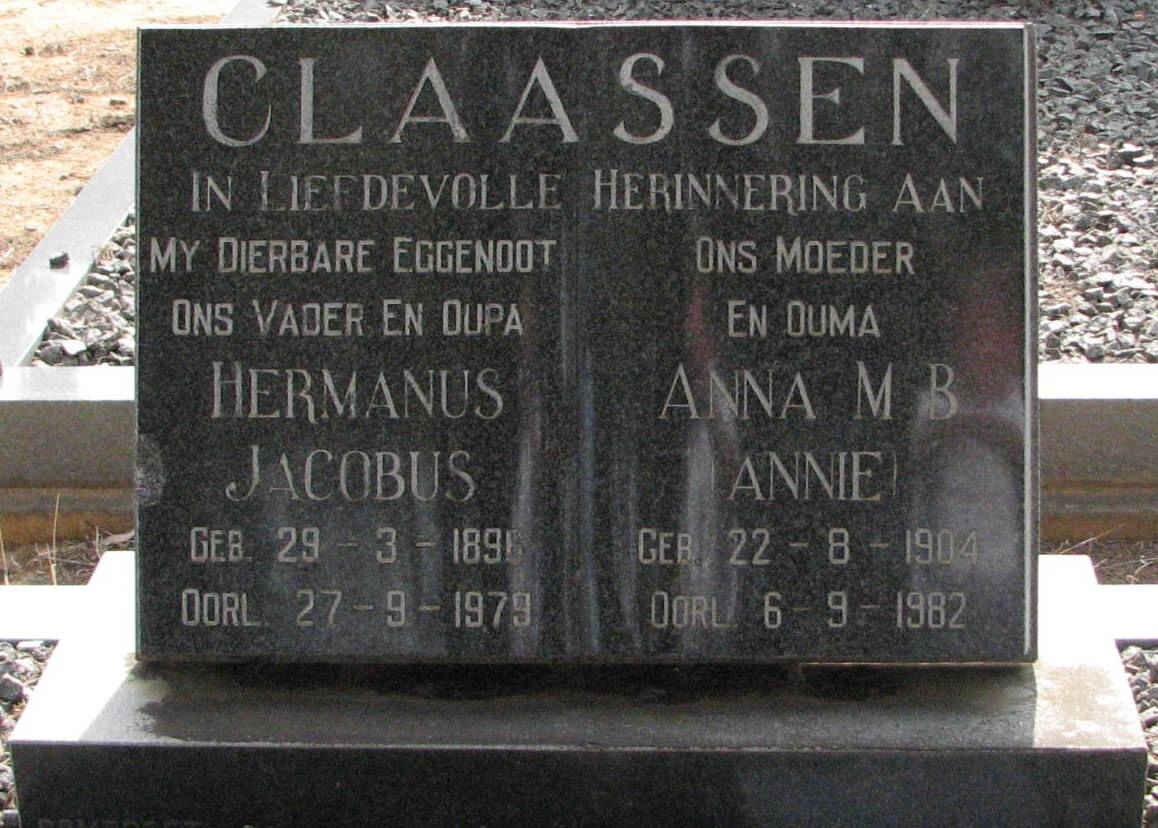 CLAASSEN
IN LIEFDEVOLLE HERINNERING AAN
MY DIERBARE EGGENOOT
ONS VADER EN OUPA
HERMANUS
JACOBUS
GEB. 29 - 3 - 1895
OORL. 27 - 9 - 1979
ONS MOEDER
EN OUMA
ANNA M B
(ANNIE)
GEB. 22 - 8 - 1904
OORL. 6 - 9 - 1982